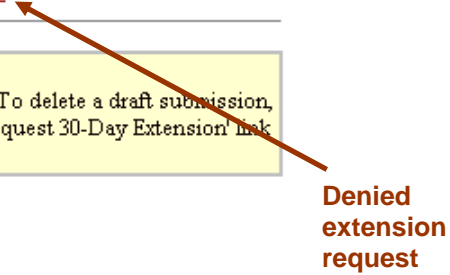 To delete a draft submission,
quest 30-Day Extension' link
Denied
extension
request